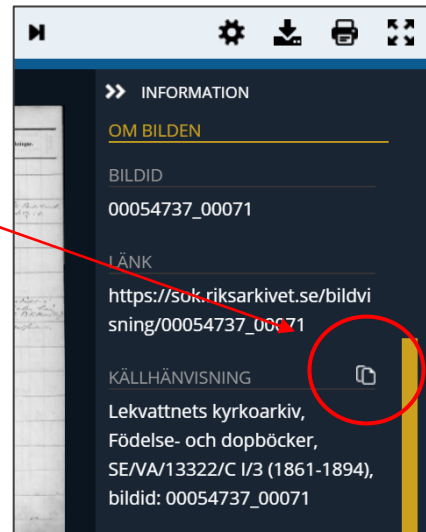 INFORMATION
OM BILDEN
BILDID
00054737_00071
LÄNK
https://sok.riksarkivet.se/bildvi
sning/00054737_00071
KÄLLHÄNVISNING
Lekvattnets kyrkoarkiv,
Födelse- och dopböcker,
SE/VA/13322/C I/3 (1861-1894),
bildid: 00054737_00071